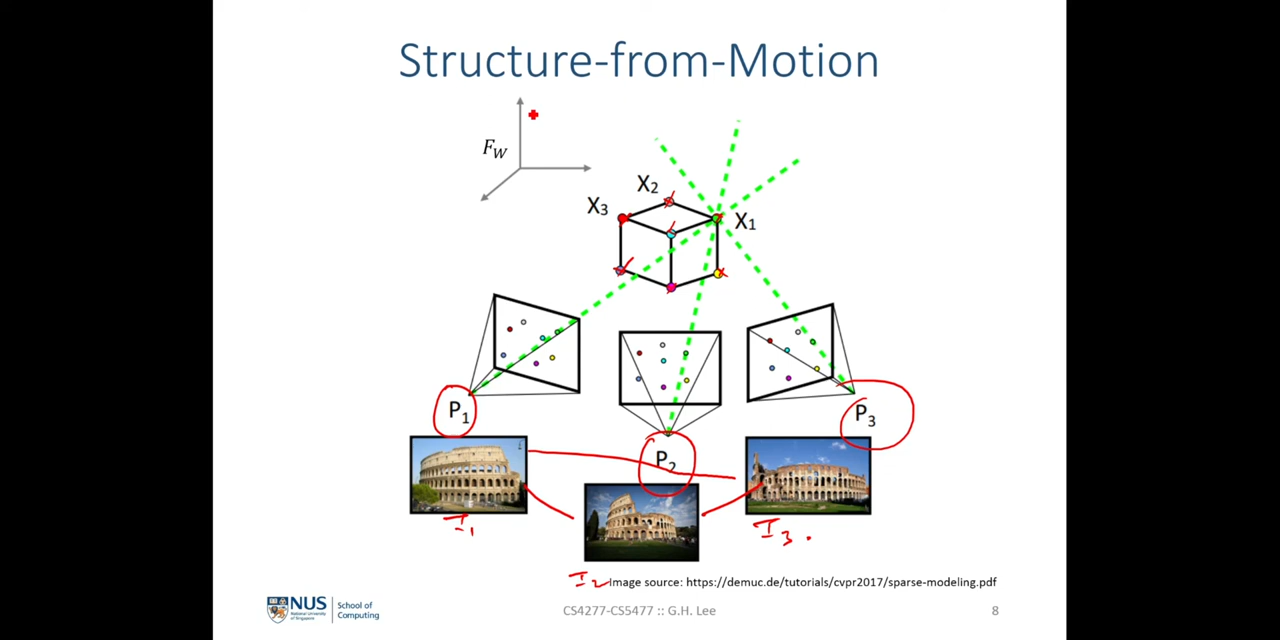 Structure-from-Motion
F_W
X₂
X₃
X₁
P₁
P₃
P₂
I₁
I₃ .
I₂
Image source: https://demuc.de/tutorials/cvpr2017/sparse-modeling.pdf
NUS
National University
of Singapore
School of
Computing
CS4277-CS5477 :: G.H. Lee
8